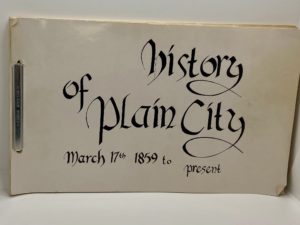 History
of
Plain City
March 17th 1859 to present